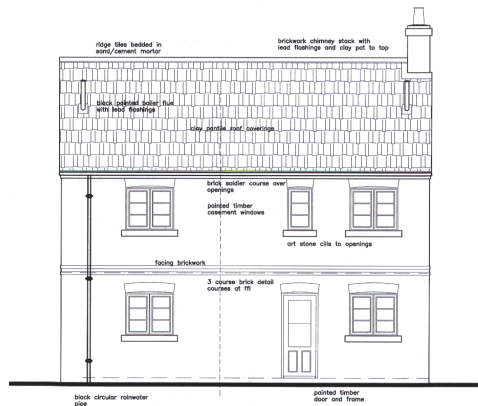 ridge tiles bedded in
sand/cement mortar
brickwork chimney stack with
lead flashings and clay pot to top
black painted boiler flue
with lead flashings
clay pantile roof coverings
brick soldier course over
openings
painted timber
casement windows
art stone cills to openings
facing brickwork
3 course brick detail
courses at ffl
black circular rainwater
pipe
painted timber
door and frame